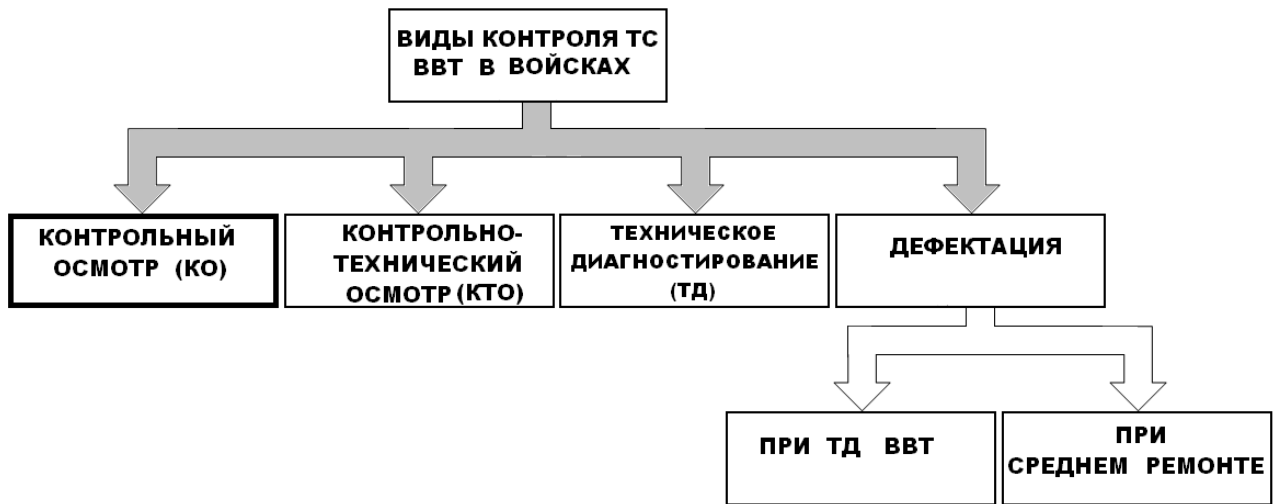 ВИДЫ КОНТРОЛЯ ТС
ВВТ В ВОЙСКАХ
КОНТРОЛЬНЫЙ
ОСМОТР (КО)
КОНТРОЛЬНО-
ТЕХНИЧЕСКИЙ
ОСМОТР (КТО)
ТЕХНИЧЕСКОЕ
ДИАГНОСТИРОВАНИЕ
(ТД)
ДЕФЕКТАЦИЯ
ПРИ ТД ВВТ
ПРИ
СРЕДНЕМ РЕМОНТЕ